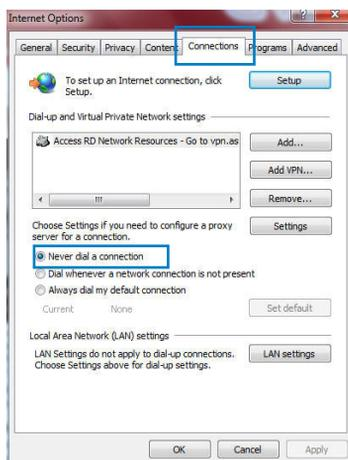 Internet Options
General Security Privacy Content Connections Programs Advanced
To set up an Internet connection, click
Setup.
Setup
Dial-up and Virtual Private Network settings
Access RD Network Resources - Go to vpn.as
Add...
Add VPN...
Remove...
Choose Settings if you need to configure a proxy
server for a connection.
Settings
Never dial a connection
Dial whenever a network connection is not present
Always dial my default connection
Current None
Set default
Local Area Network (LAN) settings
LAN Settings do not apply to dial-up connections.
Choose Settings above for dial-up settings.
LAN settings
OK Cancel Apply